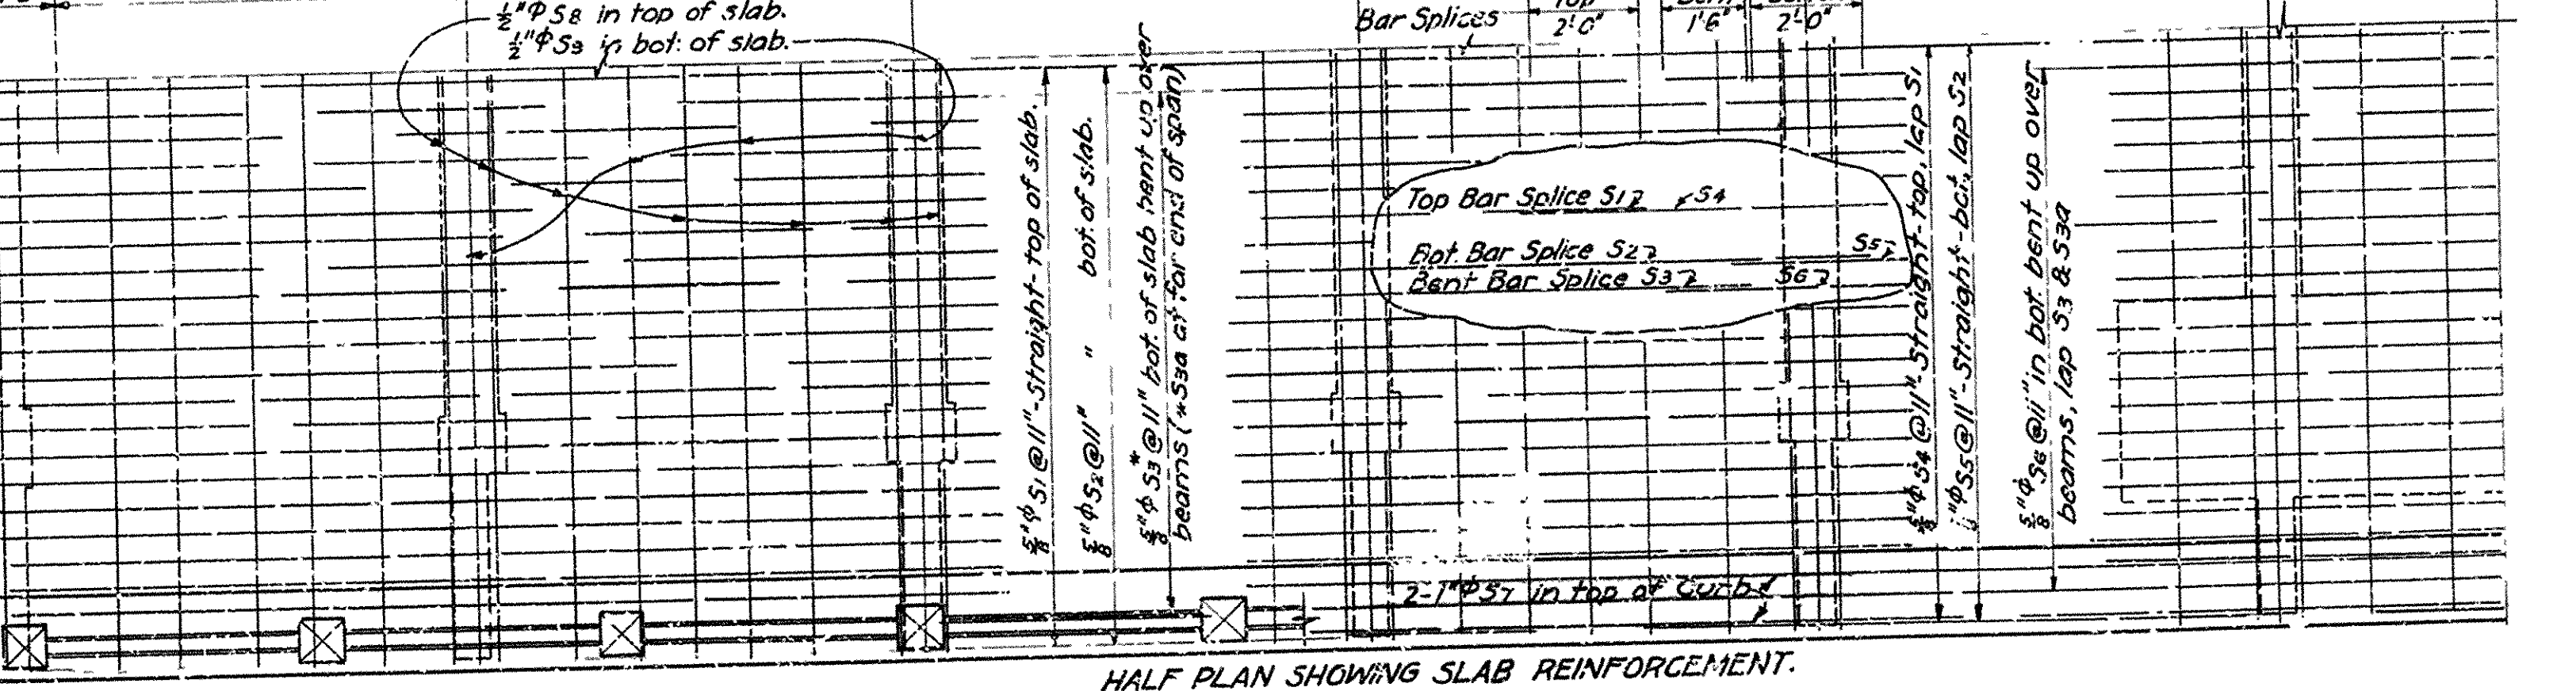 ½"ɸ S8 in top of slab.
½"ɸ S9 in bot: of slab.
Bar Splices
Top
2'-0"
1'-6"
2'-0"
⅝"ɸ S1 @ 11"-Straight-top of slab.
⅝"ɸ S2 @ 11" " bot. of slab.
⅝"ɸ S3* @ 11" bot. of slab bent up over
beams (*S3a at far end of span)
Top Bar Splice S1 S4
Bot. Bar Splice S2 S5
Bent Bar Splice S3 S6
⅝"ɸ S4 @ 11"-Straight-top, lap S1
"ɸ S5 @ 11"-Straight-bot, lap S2
⅝"ɸ S6 @ 11" in bot. bent up over
beams, lap S3 & S3a
2-1"ɸ S7 in top of Curb
HALF PLAN SHOWING SLAB REINFORCEMENT.